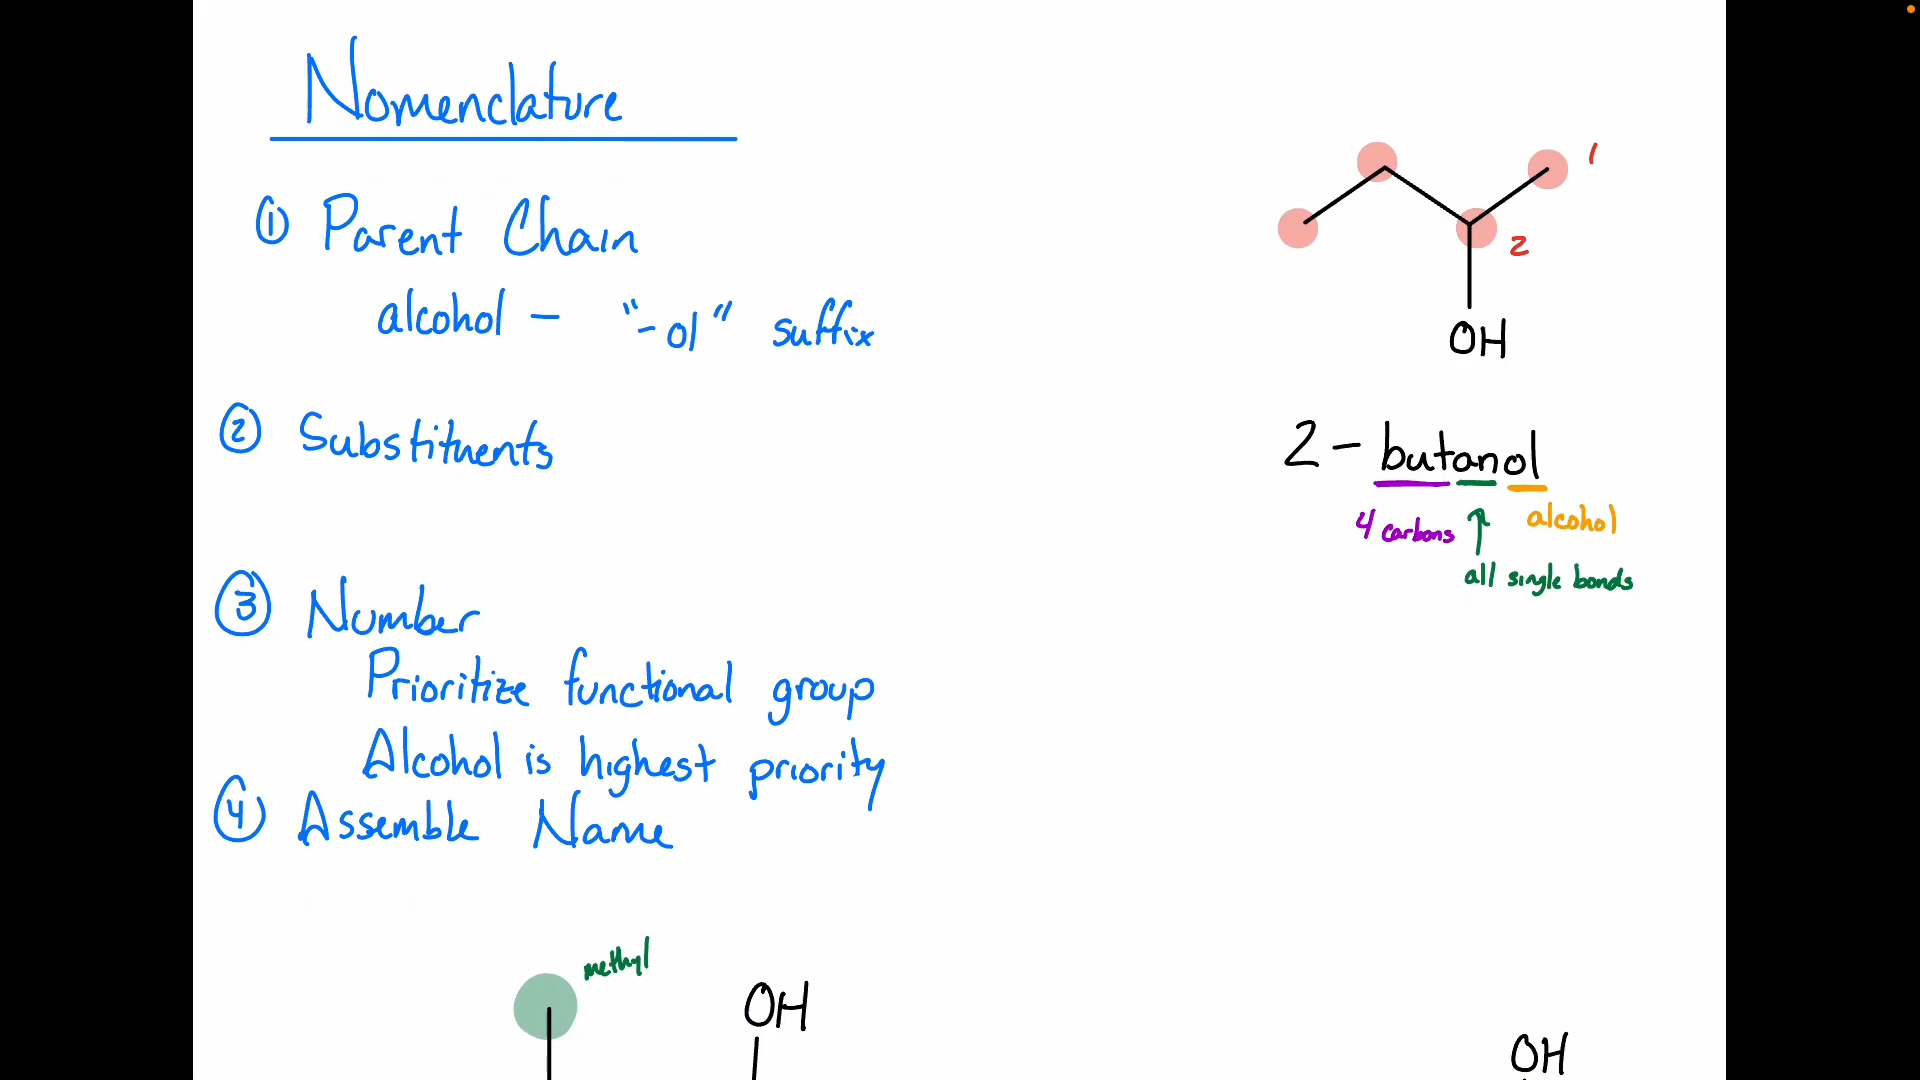 Nomenclature
① Parent Chain
alcohol - "-ol" suffix
② Substituents
③ Number
Prioritize functional group
Alcohol is highest priority
④ Assemble Name
1
2
OH
2-butanol
4 carbons
alcohol
all single bonds
methyl
OH
OH